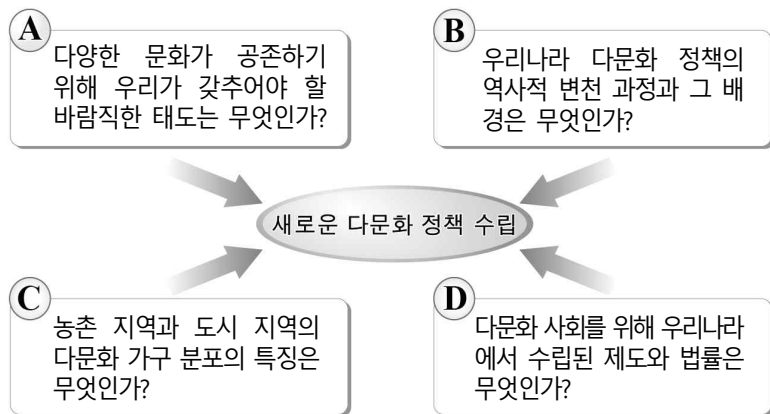 A
다양한 문화가 공존하기
위해 우리가 갖추어야 할
바람직한 태도는 무엇인가?
B
우리나라 다문화 정책의
역사적 변천 과정과 그 배
경은 무엇인가?
새로운 다문화 정책 수립
C
농촌 지역과 도시 지역의
다문화 가구 분포의 특징은
무엇인가?
D
다문화 사회를 위해 우리나라
에서 수립된 제도와 법률은
무엇인가?